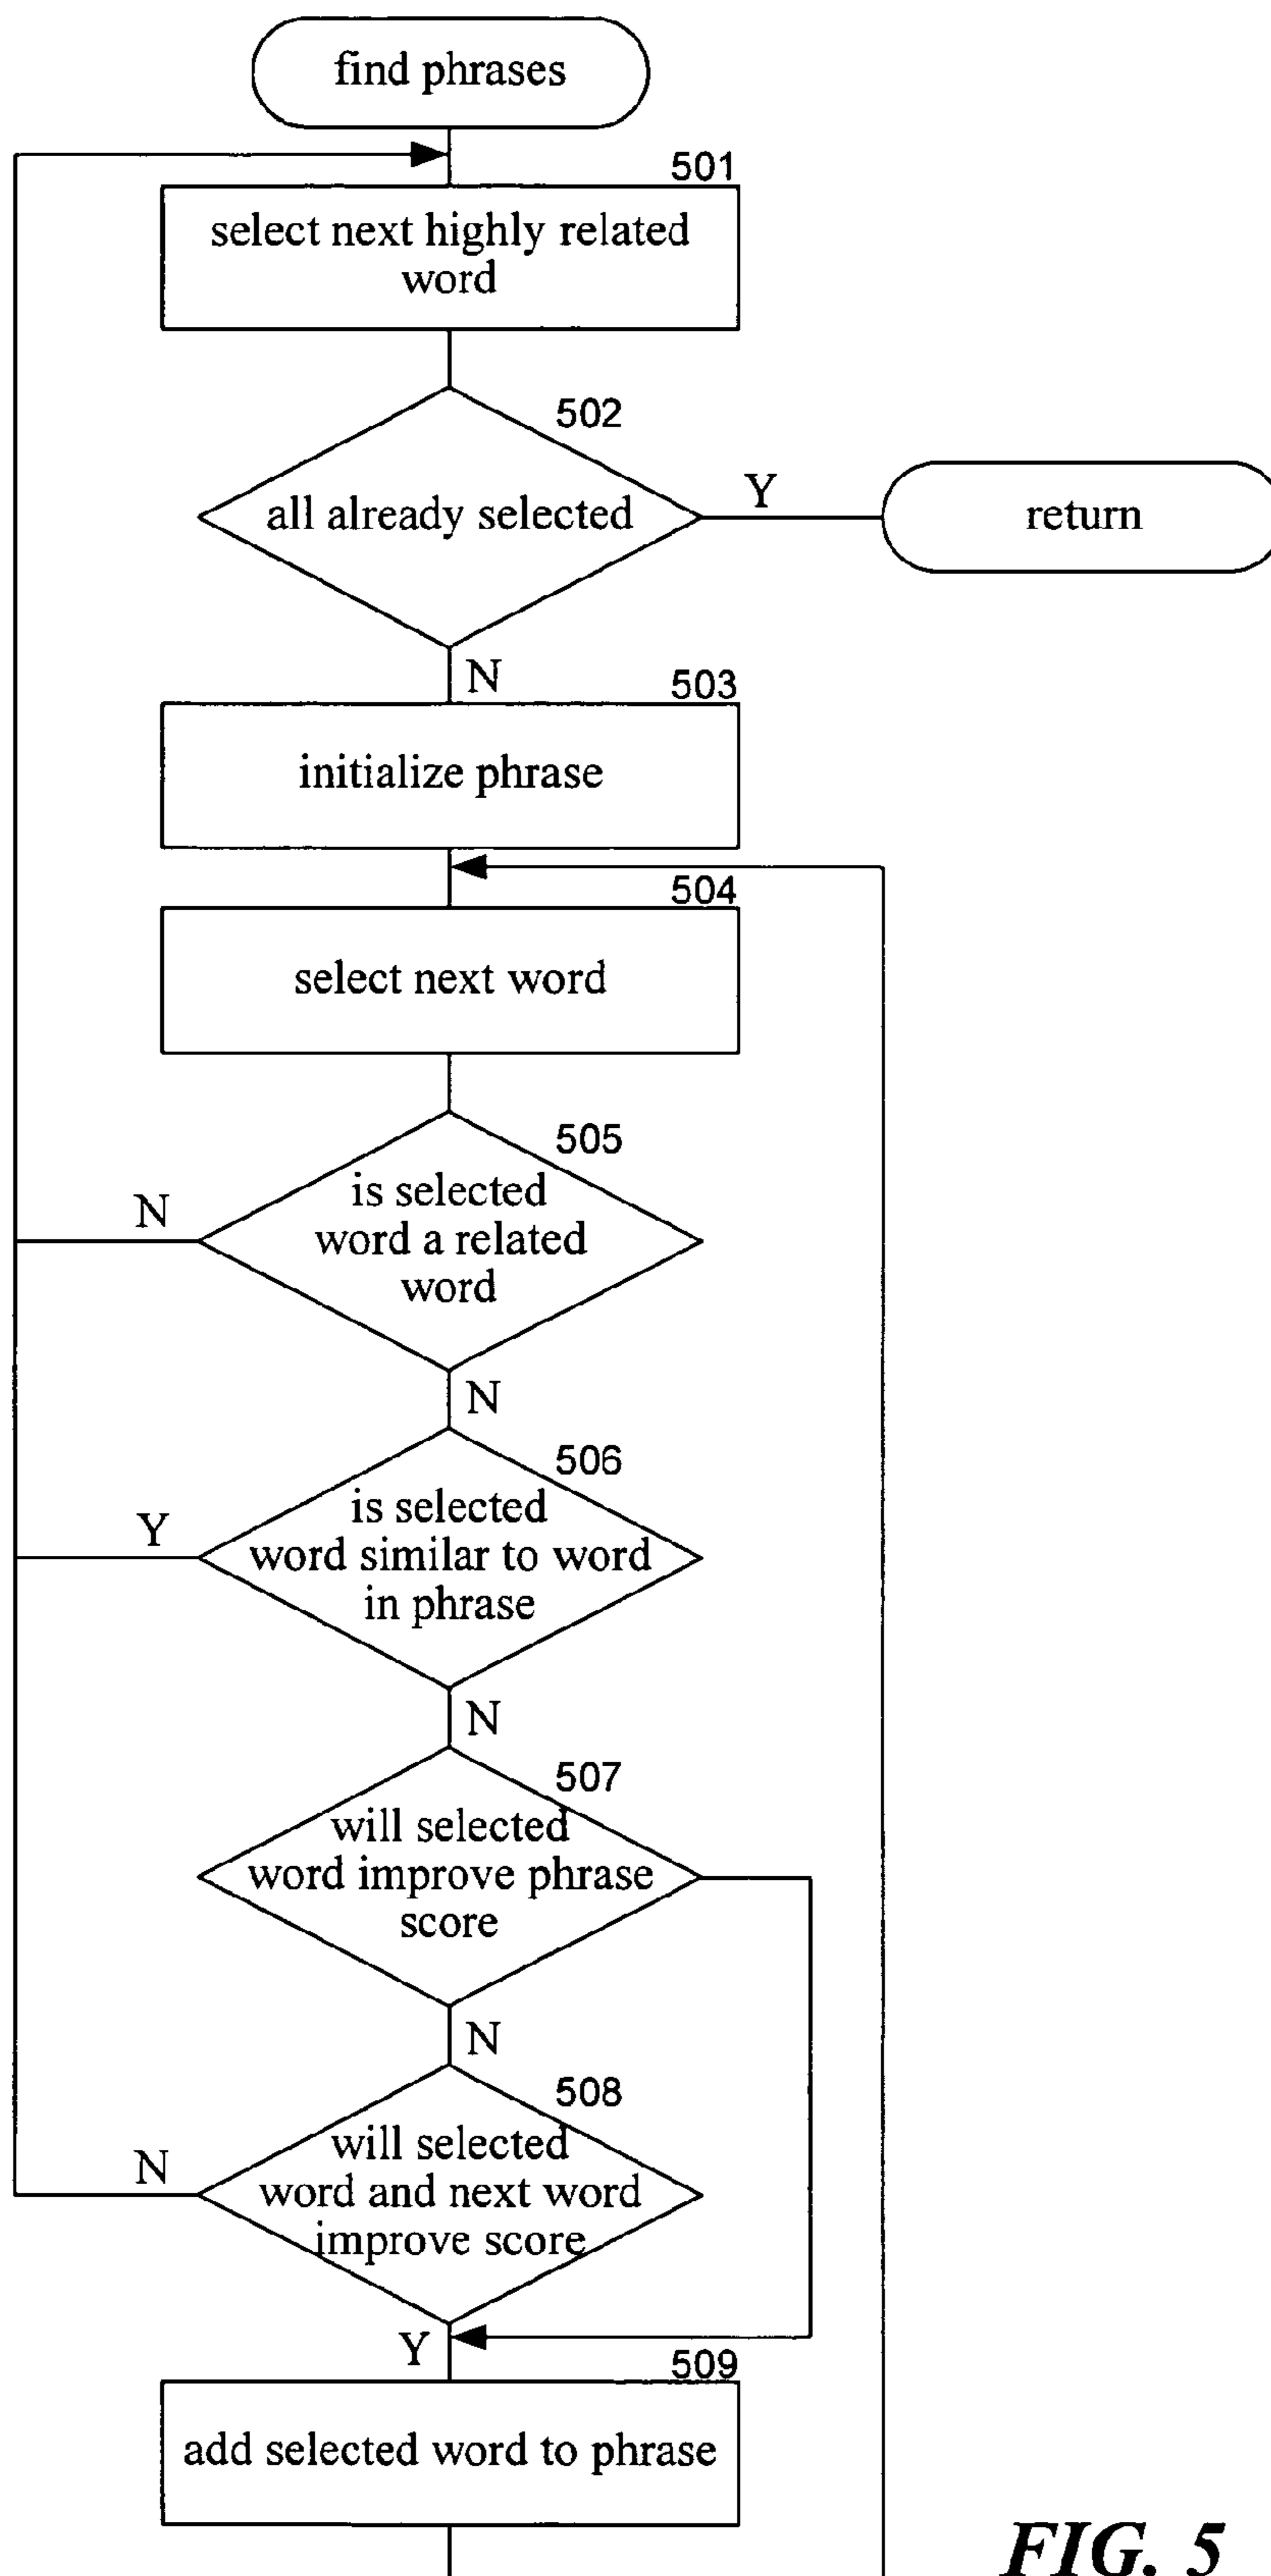 find phrases
501
select next highly related
word
502
all already selected
Y
return
N
503
initialize phrase
504
select next word
505
is selected
word a related
word
N
N
506
is selected
word similar to word
in phrase
Y
N
507
will selected
word improve phrase
score
N
508
will selected
word and next word
improve score
N
Y
509
add selected word to phrase
FIG. 5